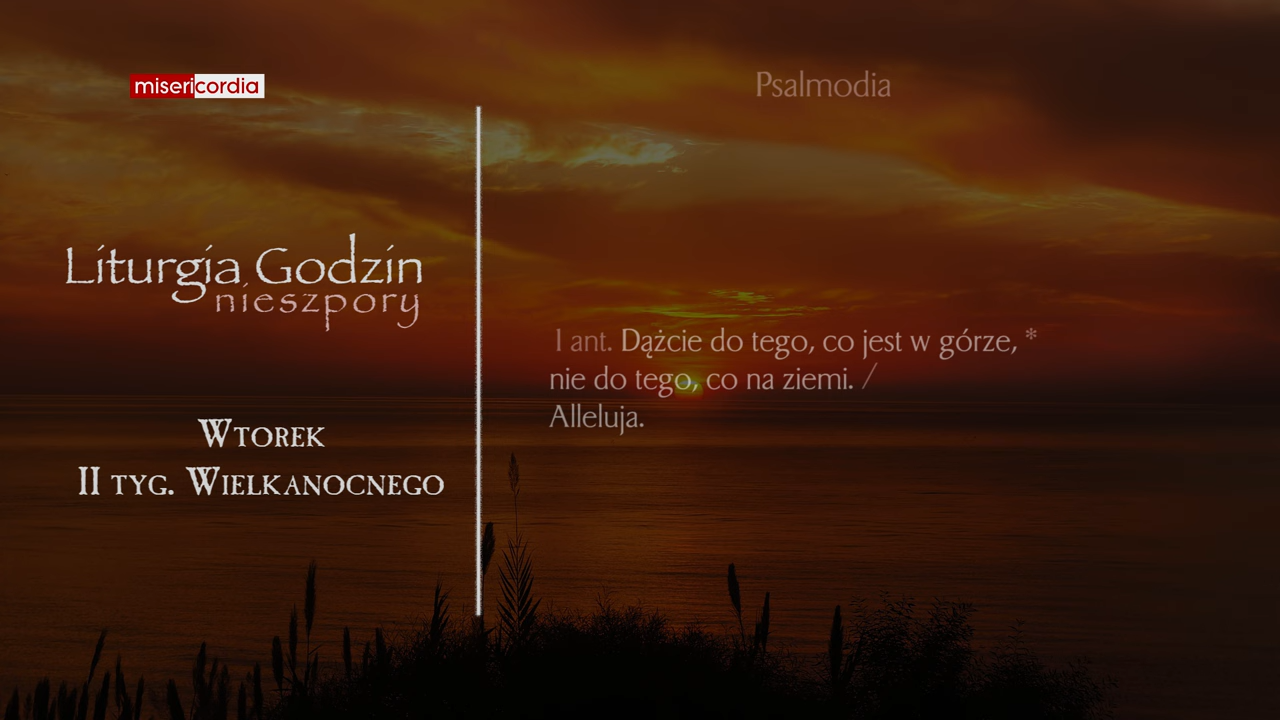 misericordia
Liturgia Godzin
nieszpory
Wtorek
II tyg. Wielkanocnego
Psalmodia
1 ant. Dążcie do tego, co jest w górze, *
nie do tego, co na ziemi. /
Alleluja.